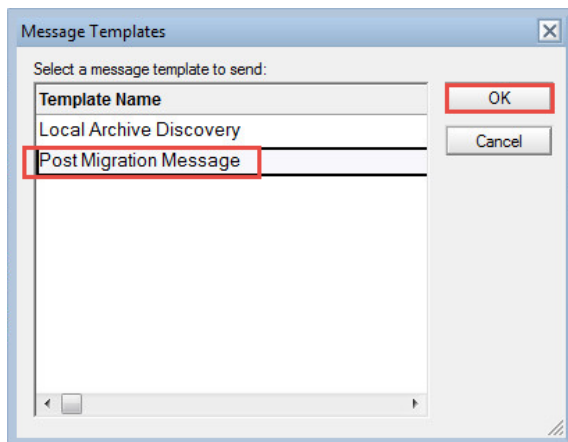 Message Templates
Select a message template to send:
Template Name
Local Archive Discovery
Post Migration Message
OK
Cancel